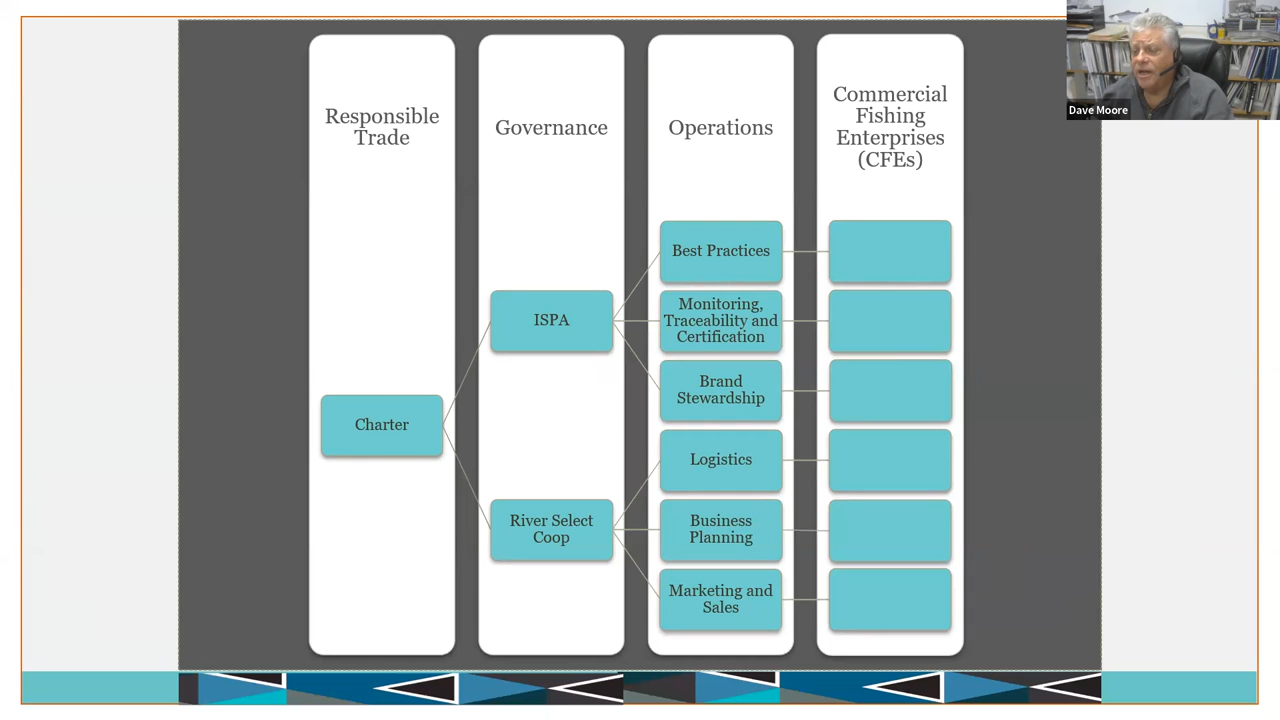 Responsible
Trade
Governance
Operations
Commercial
Fishing
Enterprises
(CFEs)
Dave Moore
Best Practices
Monitoring,
Traceability and
Certification
ISPA
Brand
Stewardship
Charter
Logistics
River Select
Coop
Business
Planning
Marketing and
Sales